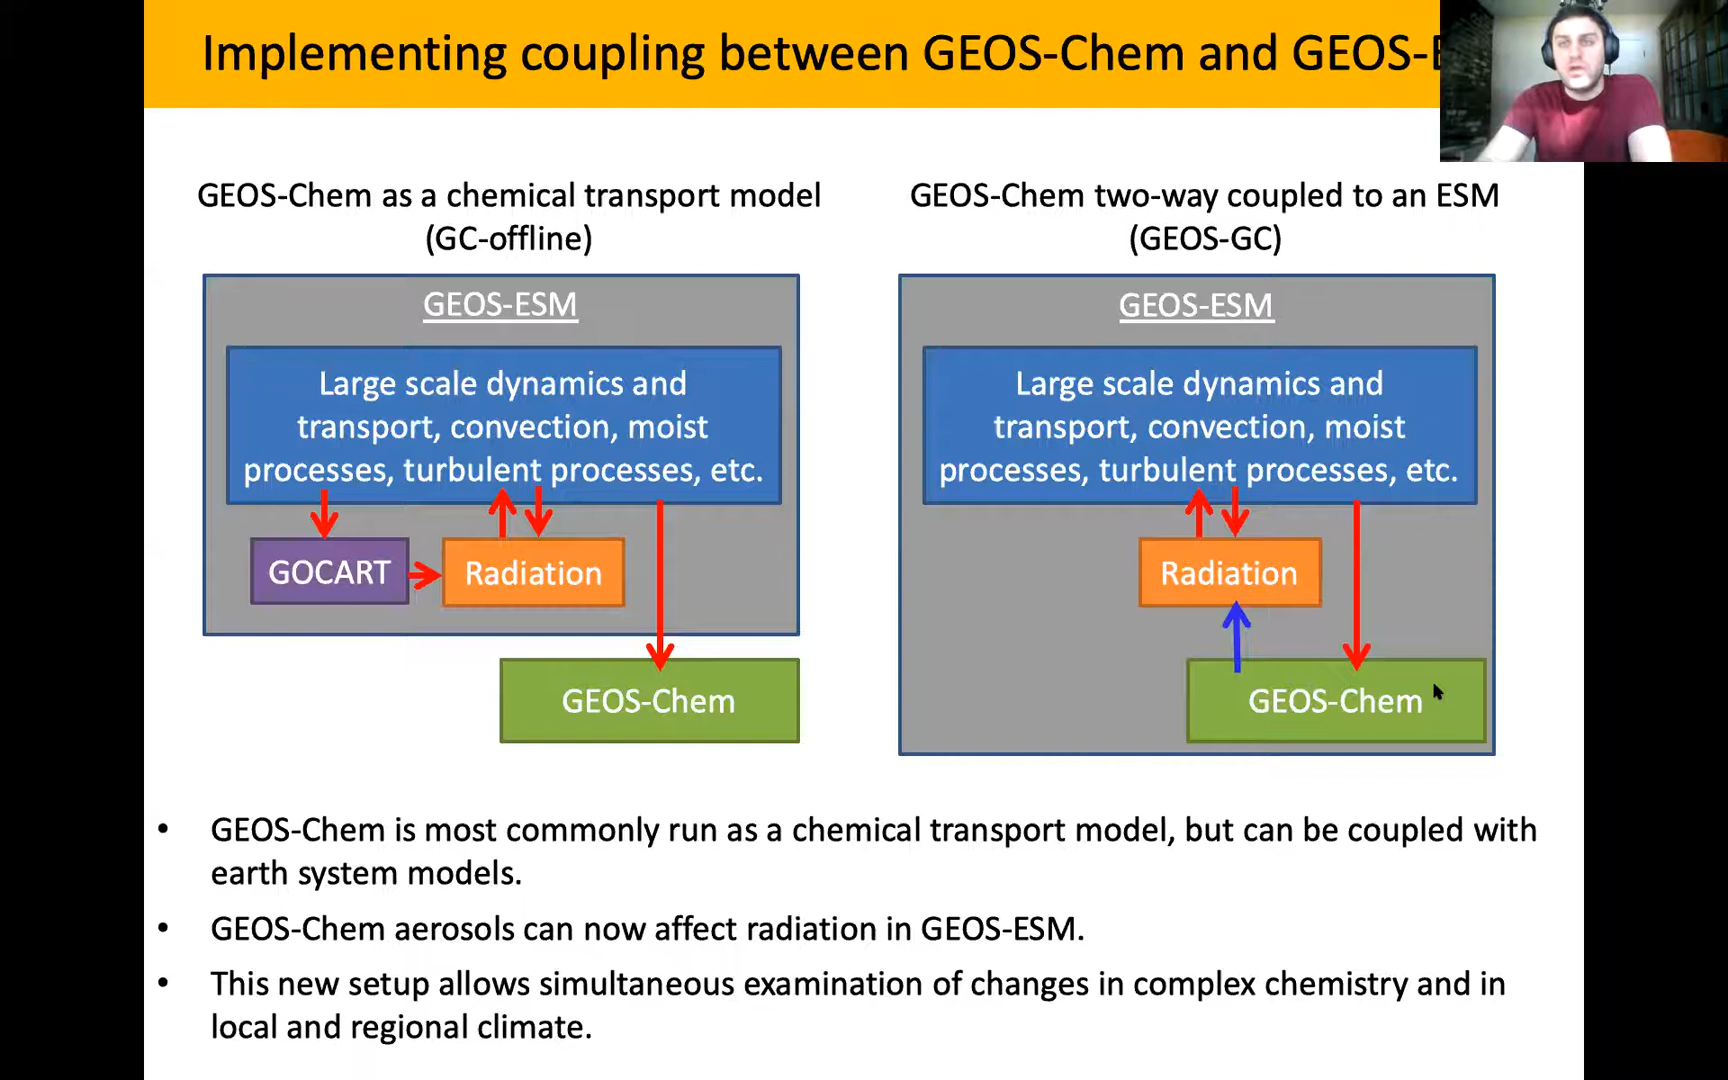 Implementing coupling between GEOS-Chem and GEOS-E
GEOS-Chem as a chemical transport model
(GC-offline)
GEOS-ESM
Large scale dynamics and
transport, convection, moist
processes, turbulent processes, etc.
GOCART
Radiation
GEOS-Chem
GEOS-Chem two-way coupled to an ESM
(GEOS-GC)
GEOS-ESM
Large scale dynamics and
transport, convection, moist
processes, turbulent processes, etc.
Radiation
GEOS-Chem
• GEOS-Chem is most commonly run as a chemical transport model, but can be coupled with
earth system models.
• GEOS-Chem aerosols can now affect radiation in GEOS-ESM.
• This new setup allows simultaneous examination of changes in complex chemistry and in
local and regional climate.